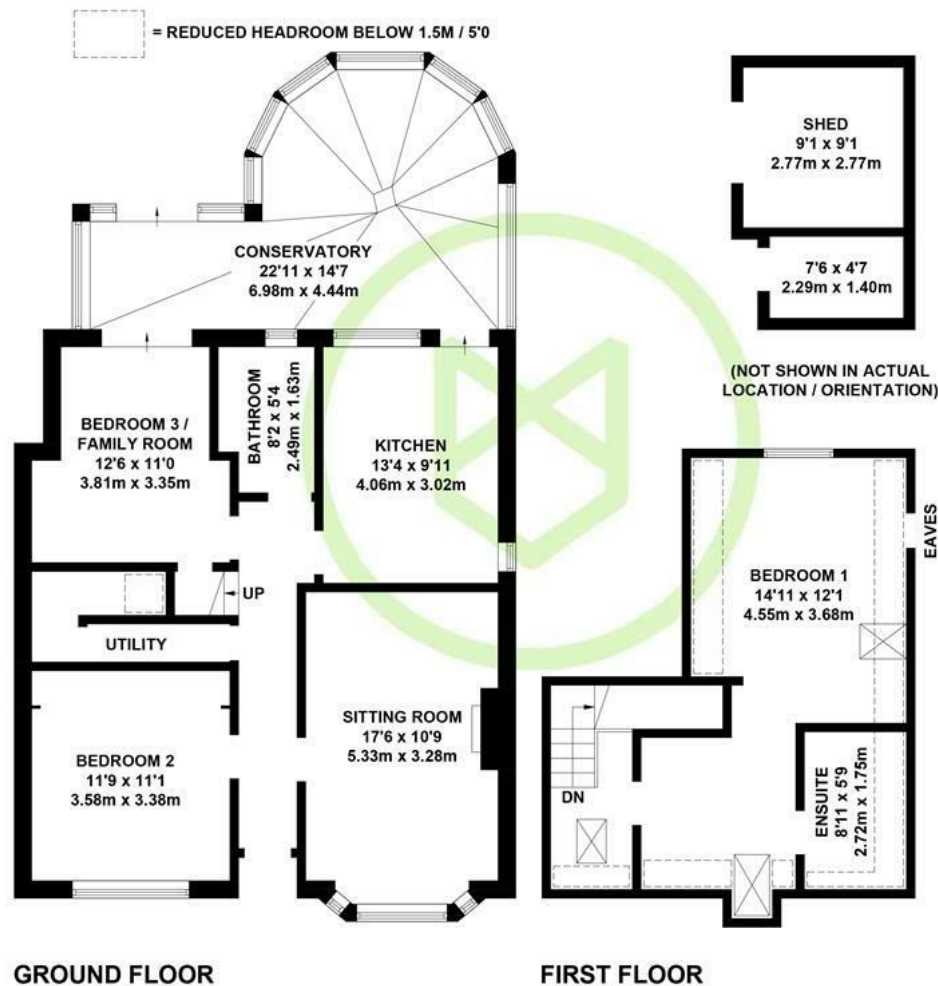 = REDUCED HEADROOM BELOW 1.5M / 5'0
SHED
9'1 x 9'1
2.77m x 2.77m
7'6 x 4'7
2.29m x 1.40m
(NOT SHOWN IN ACTUAL
LOCATION / ORIENTATION)
CONSERVATORY
22'11 x 14'7
6.98m x 4.44m
BEDROOM 3 /
FAMILY ROOM
12'6 x 11'0
3.81m x 3.35m
BATHROOM
8'2 x 5'4
2.49m x 1.63m
KITCHEN
13'4 x 9'11
4.06m x 3.02m
UP
UTILITY
BEDROOM 2
11'9 x 11'1
3.58m x 3.38m
SITTING ROOM
17'6 x 10'9
5.33m x 3.28m
EAVES
BEDROOM 1
14'11 x 12'1
4.55m x 3.68m
DN
ENSUITE
8'11 x 5'9
2.72m x 1.75m
GROUND FLOOR
FIRST FLOOR